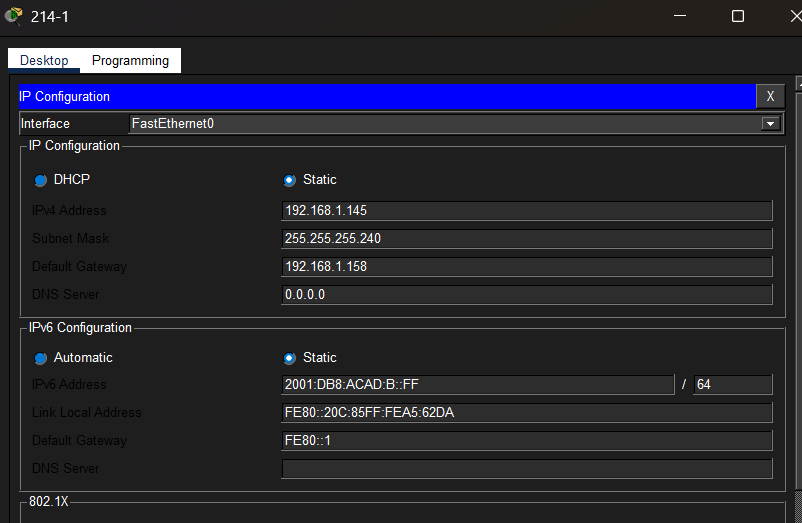 214-1
Desktop Programming
IP Configuration X
Interface FastEthernet0
IP Configuration
DHCP Static
IPv4 Address 192.168.1.145
Subnet Mask 255.255.255.240
Default Gateway 192.168.1.158
DNS Server 0.0.0.0
IPv6 Configuration
Automatic Static
IPv6 Address 2001:DB8:ACAD:B::FF / 64
Link Local Address FE80::20C:85FF:FEA5:62DA
Default Gateway FE80::1
DNS Server
802.1X